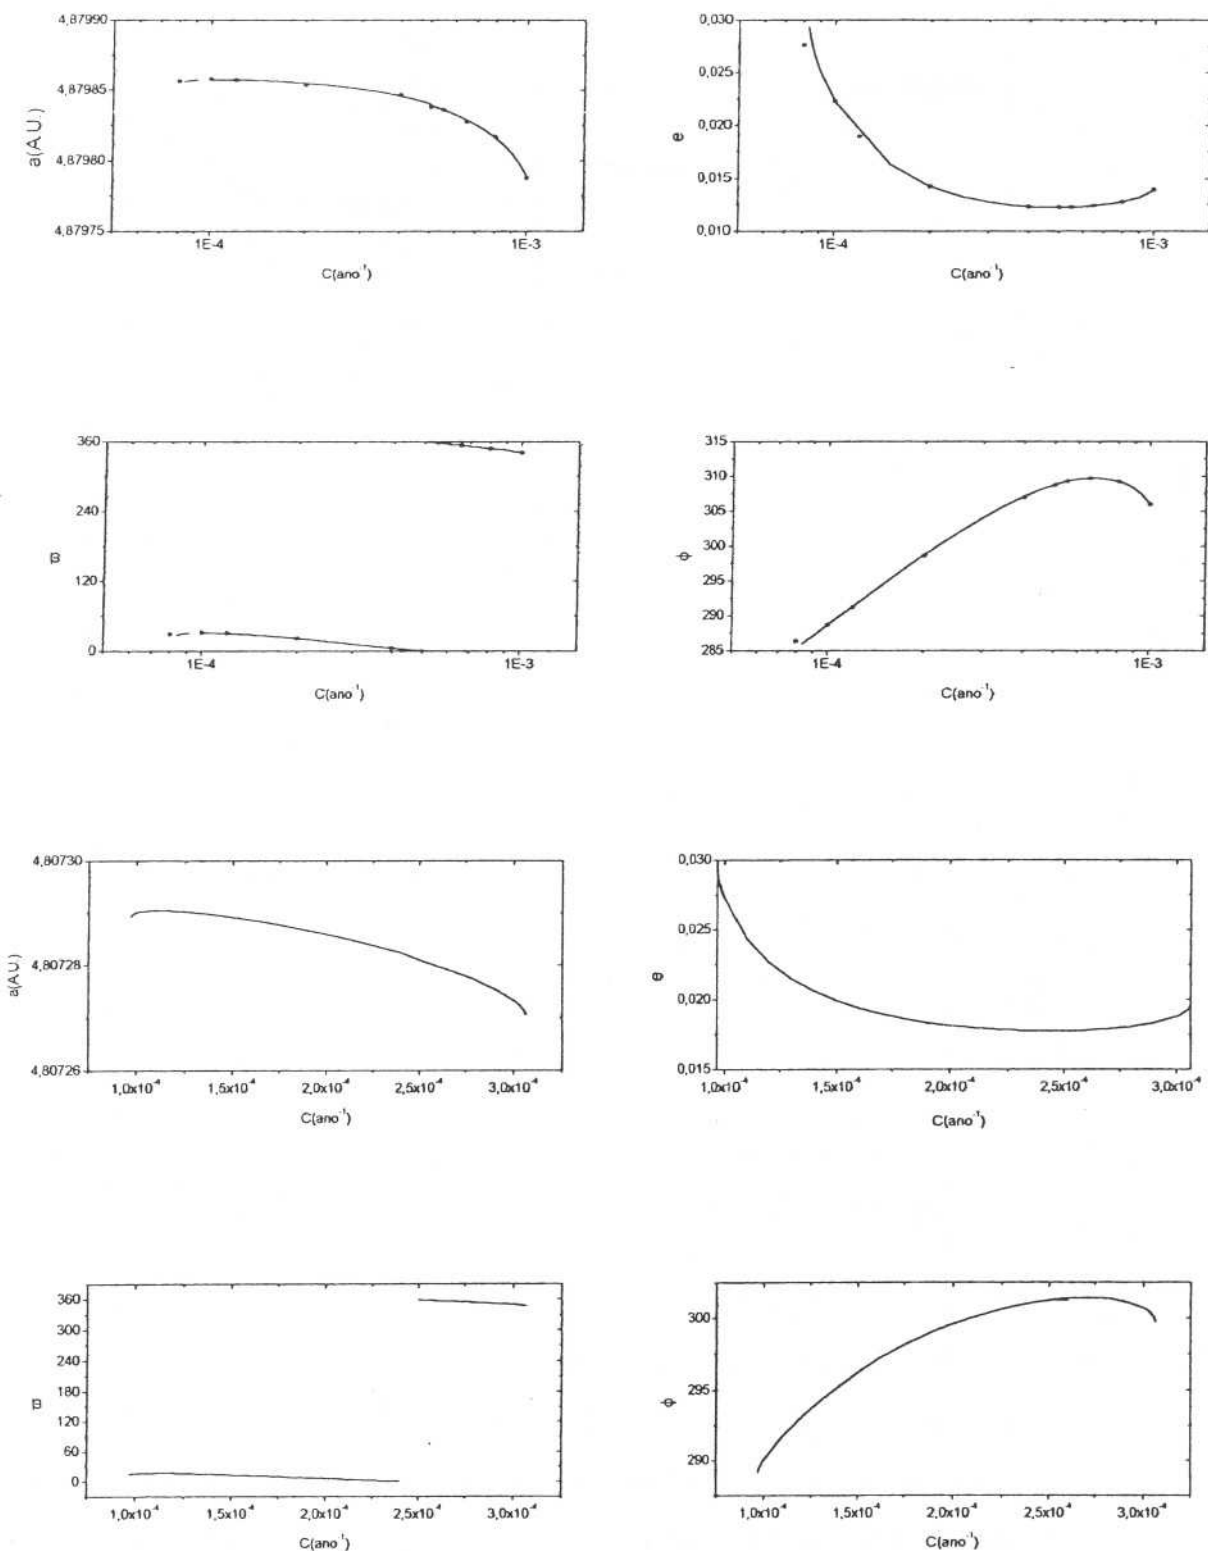 4,87990
4,87985
4,87980
4,87975
a(A.U.)
1E-4 1E-3
C(ano⁻¹)
0,030
0,025
0,020
0,015
0,010
e
1E-4 1E-3
C(ano⁻¹)
360
240
120
0
ϖ
1E-4 1E-3
C(ano⁻¹)
315
310
305
300
295
290
285
ϕ
1E-4 1E-3
C(ano⁻¹)
4,80730
4,80728
4,80726
a(A.U.)
1,0x10⁻⁴ 1,5x10⁻⁴ 2,0x10⁻⁴ 2,5x10⁻⁴ 3,0x10⁻⁴
C(ano⁻¹)
0,030
0,025
0,020
0,015
e
1,0x10⁻⁴ 1,5x10⁻⁴ 2,0x10⁻⁴ 2,5x10⁻⁴ 3,0x10⁻⁴
C(ano⁻¹)
360
300
240
180
120
60
0
ϖ
1,0x10⁻⁴ 1,5x10⁻⁴ 2,0x10⁻⁴ 2,5x10⁻⁴ 3,0x10⁻⁴
C(ano⁻¹)
300
295
290
ϕ
1,0x10⁻⁴ 1,5x10⁻⁴ 2,0x10⁻⁴ 2,5x10⁻⁴ 3,0x10⁻⁴
C(ano⁻¹)